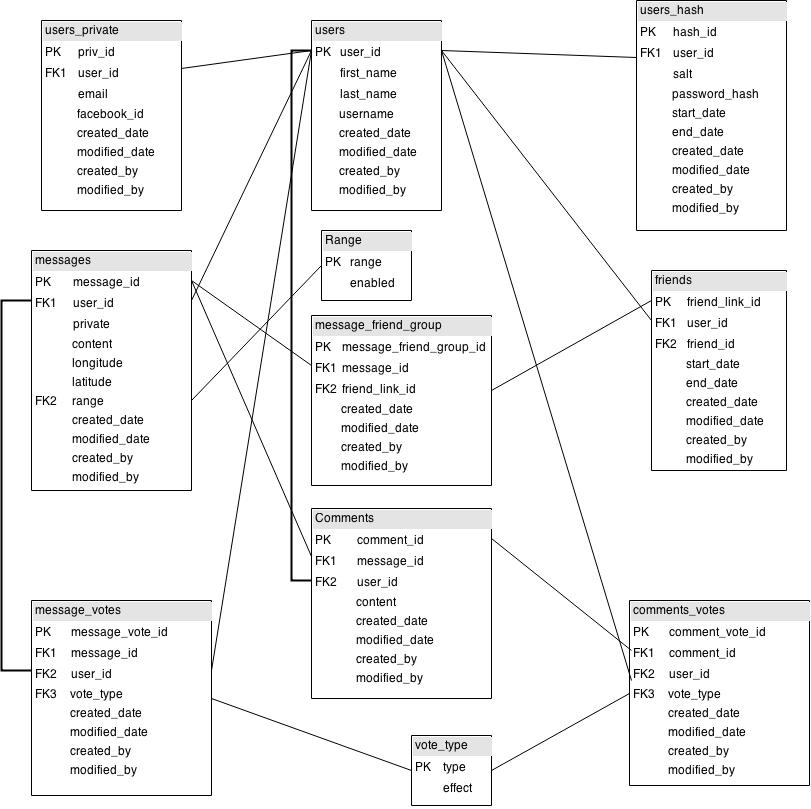 users_private
PK priv_id
FK1 user_id
email
facebook_id
created_date
modified_date
created_by
modified_by
users
PK user_id
first_name
last_name
username
created_date
modified_date
created_by
modified_by
users_hash
PK hash_id
FK1 user_id
salt
password_hash
start_date
end_date
created_date
modified_date
created_by
modified_by
messages
PK message_id
FK1 user_id
private
content
longitude
latitude
FK2 range
created_date
modified_date
created_by
modified_by
Range
PK range
enabled
message_friend_group
PK message_friend_group_id
FK1 message_id
FK2 friend_link_id
created_date
modified_date
created_by
modified_by
friends
PK friend_link_id
FK1 user_id
FK2 friend_id
start_date
end_date
created_date
modified_date
created_by
modified_by
Comments
PK comment_id
FK1 message_id
FK2 user_id
content
created_date
modified_date
created_by
modified_by
message_votes
PK message_vote_id
FK1 message_id
FK2 user_id
FK3 vote_type
created_date
modified_date
created_by
modified_by
vote_type
PK type
effect
comments_votes
PK comment_vote_id
FK1 comment_id
FK2 user_id
FK3 vote_type
created_date
modified_date
created_by
modified_by